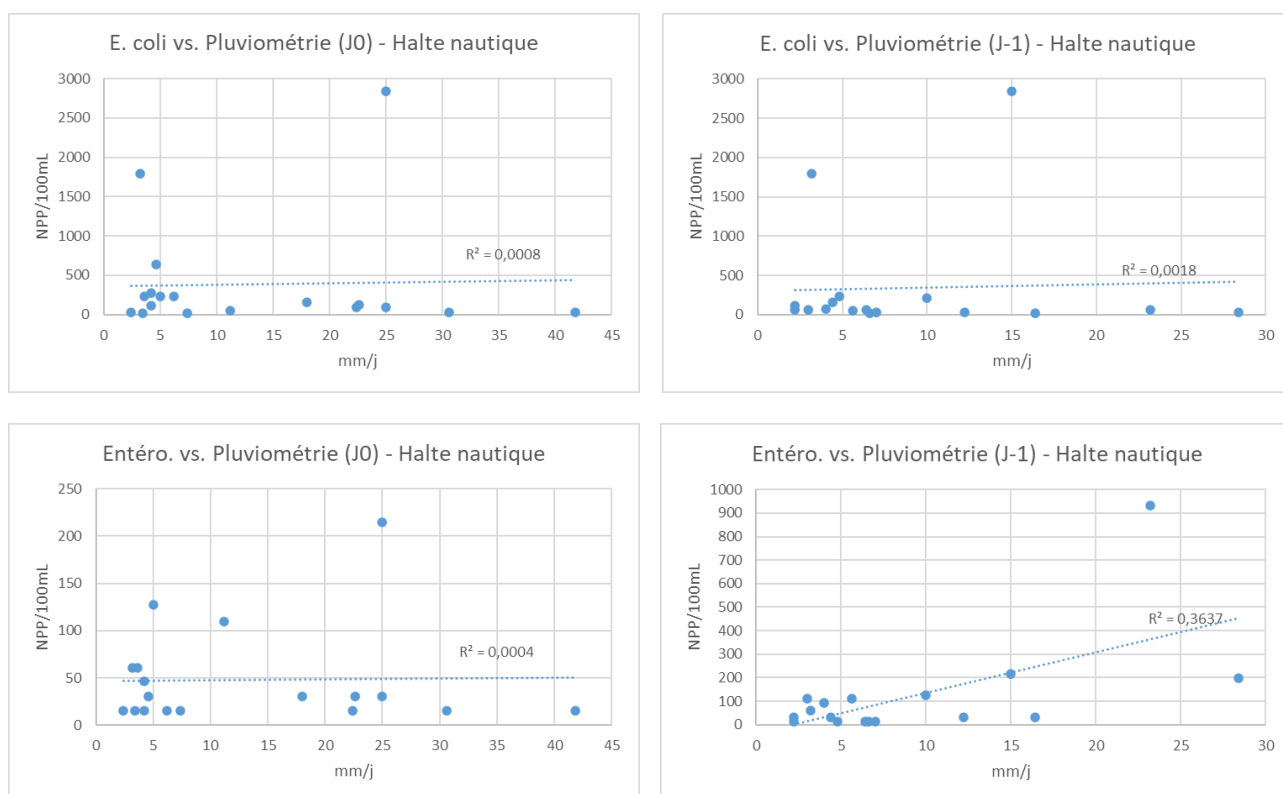 E. coli vs. Pluviométrie (J0) - Halte nautique
3000
2500
2000
1500
1000
500
0
NPP/100mL
R² = 0,0008
0 5 10 15 20 25 30 35 40 45
mm/j
E. coli vs. Pluviométrie (J-1) - Halte nautique
3000
2500
2000
1500
1000
500
0
NPP/100mL
R² = 0,0018
0 5 10 15 20 25 30
mm/j
Entéro. vs. Pluviométrie (J0) - Halte nautique
250
200
150
100
50
0
NPP/100mL
R² = 0,0004
0 5 10 15 20 25 30 35 40 45
mm/j
Entéro. vs. Pluviométrie (J-1) - Halte nautique
1000
900
800
700
600
500
400
300
200
100
0
NPP/100mL
R² = 0,3637
0 5 10 15 20 25 30
mm/j